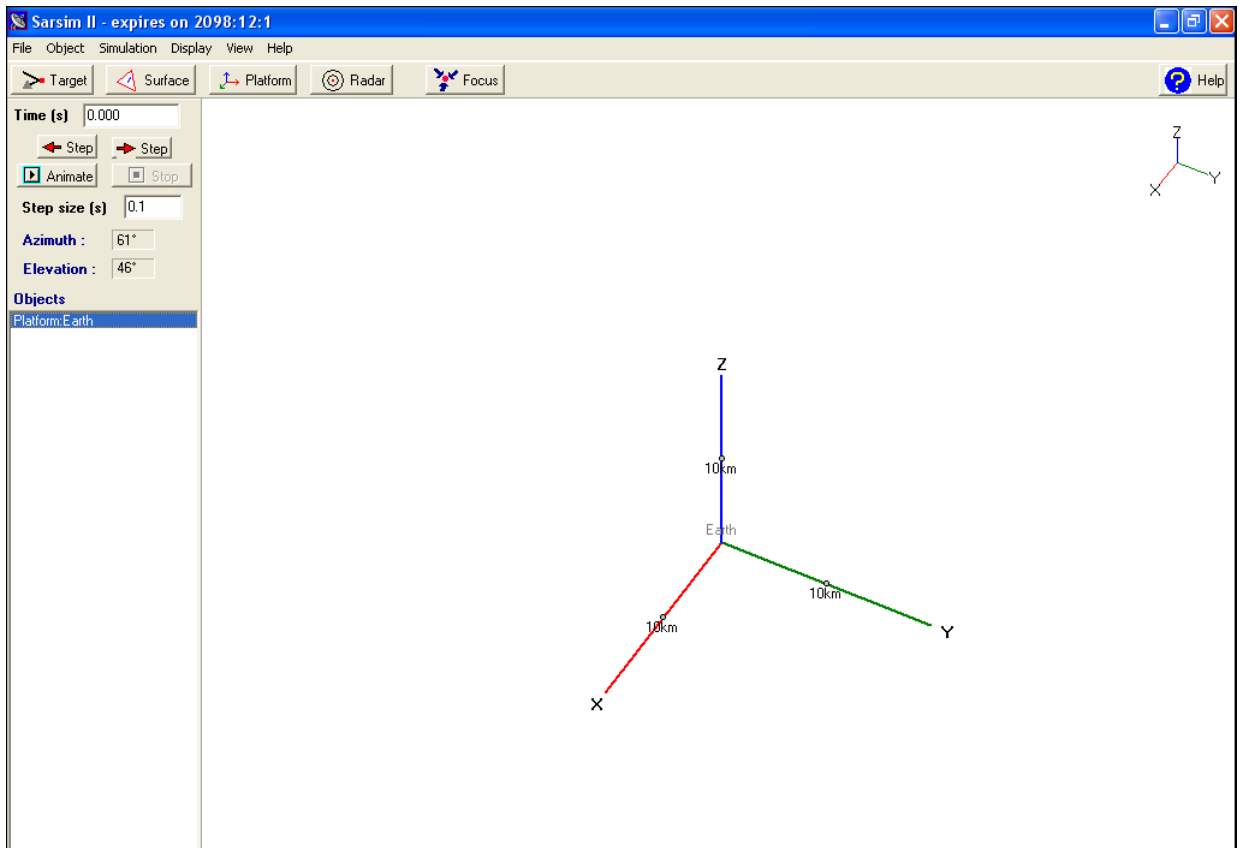 Sarsim II - expires on 2098:12:1
File Object Simulation Display View Help
Target Surface Platform Radar Focus Help
Time (s) 0.000
Step Step
Animate Stop
Step size (s) 0.1
Azimuth : 61°
Elevation : 46°
Objects
Platform:Earth
Z
Y
X
Z
10km
Earth
10km
10km
Y
X